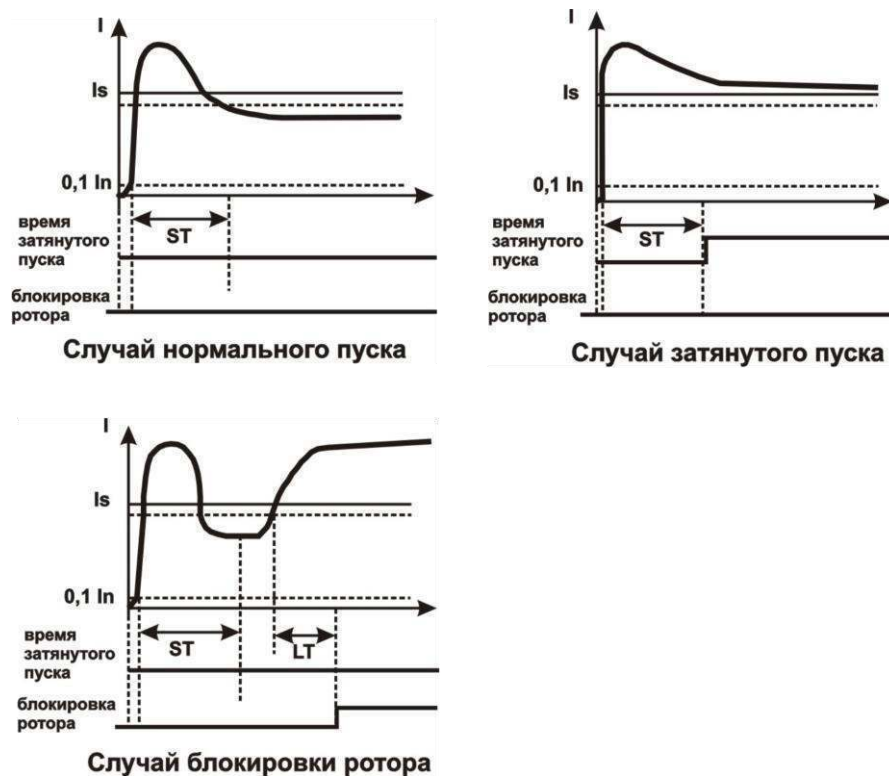 I
Is
0,1 In
ST
время
затянутого
пуска
блокировка
ротора
Случай нормального пуска
I
Is
0,1 In
ST
время
затянутого
пуска
блокировка
ротора
Случай затянутого пуска
I
Is
0,1 In
ST
LT
время
затянутого
пуска
блокировка
ротора
Случай блокировки ротора